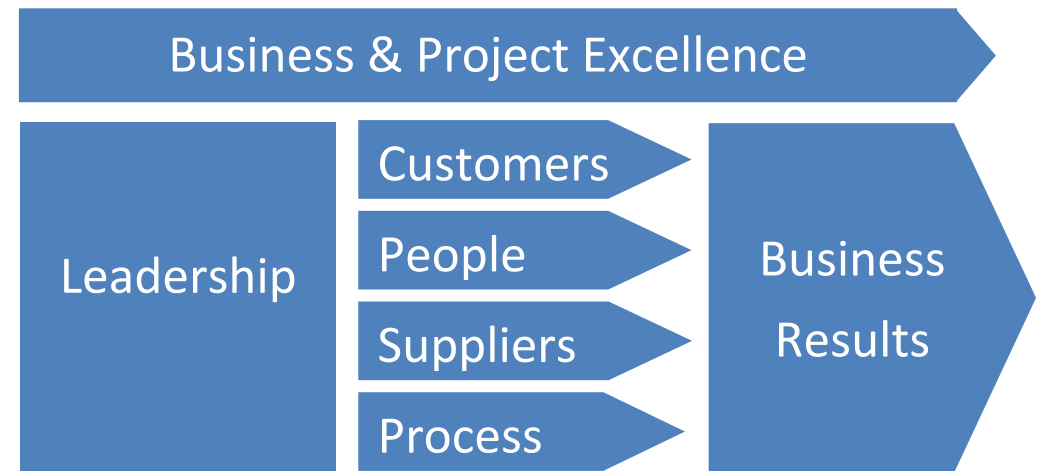 Business & Project Excellence
Leadership
Customers
People
Suppliers
Process
Business
Results